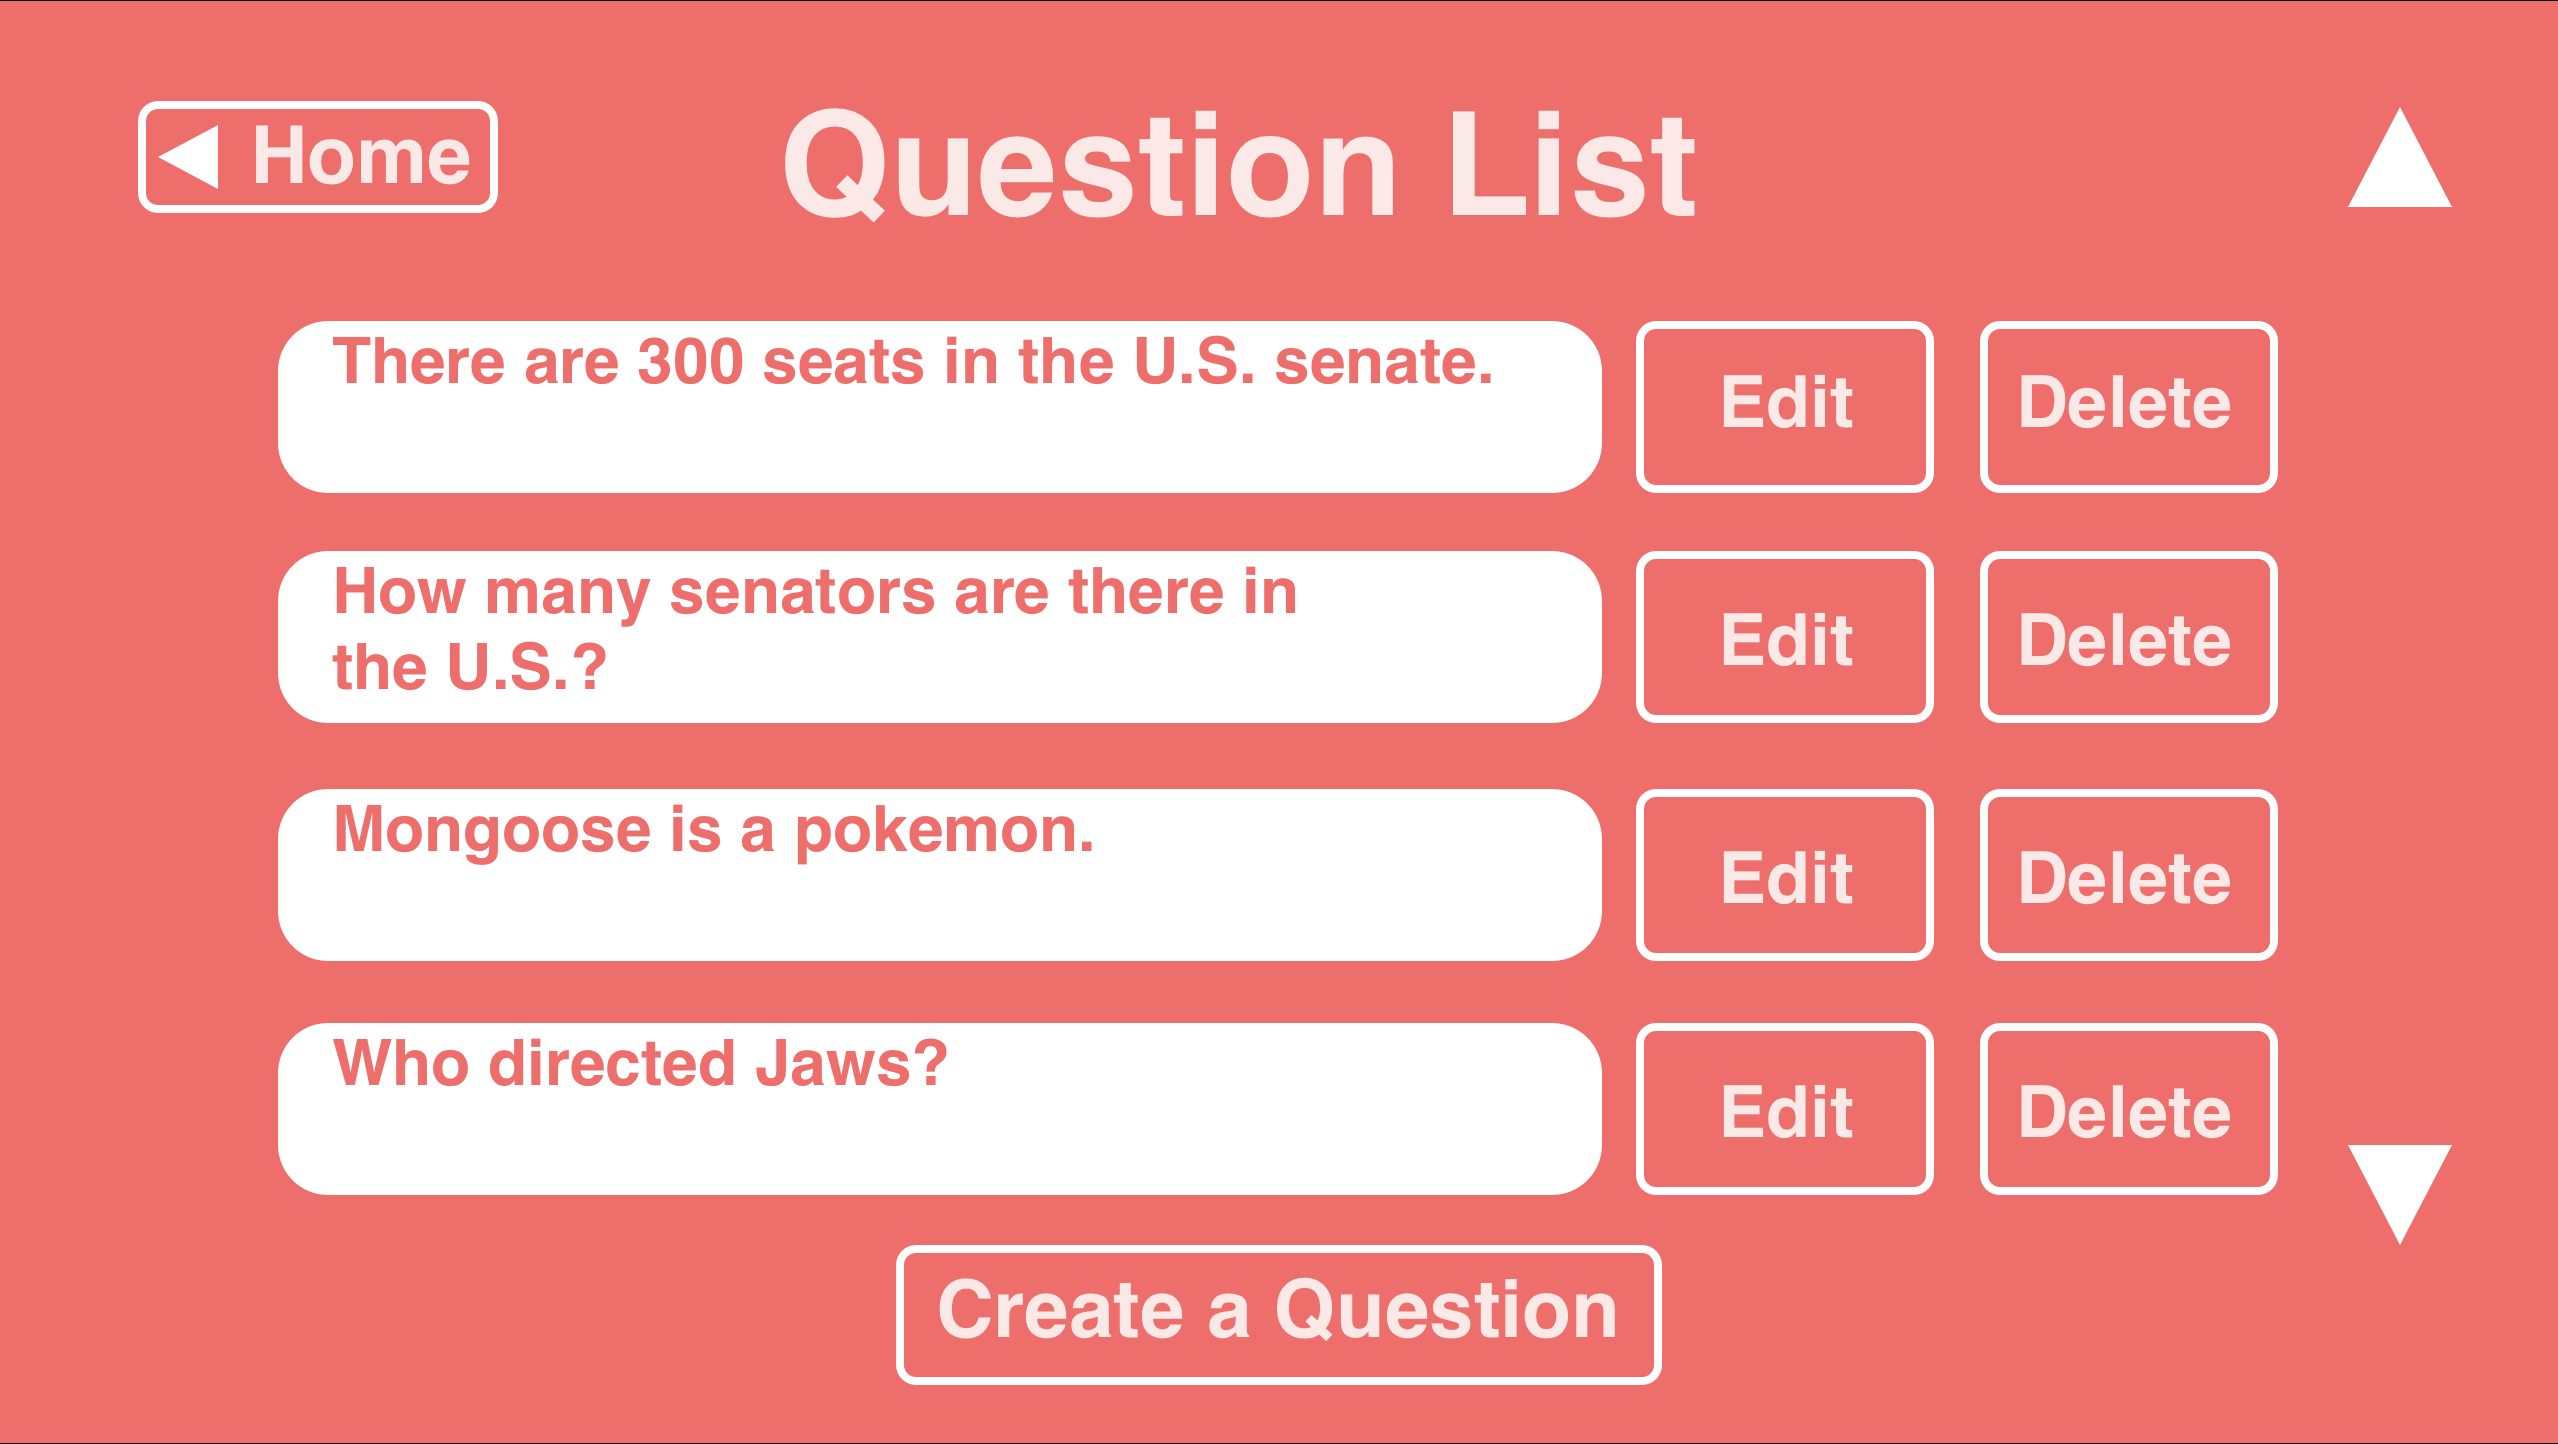 Home
Question List
There are 300 seats in the U.S. senate.
Edit
Delete
How many senators are there in
the U.S.?
Edit
Delete
Mongoose is a pokemon.
Edit
Delete
Who directed Jaws?
Edit
Delete
Create a Question